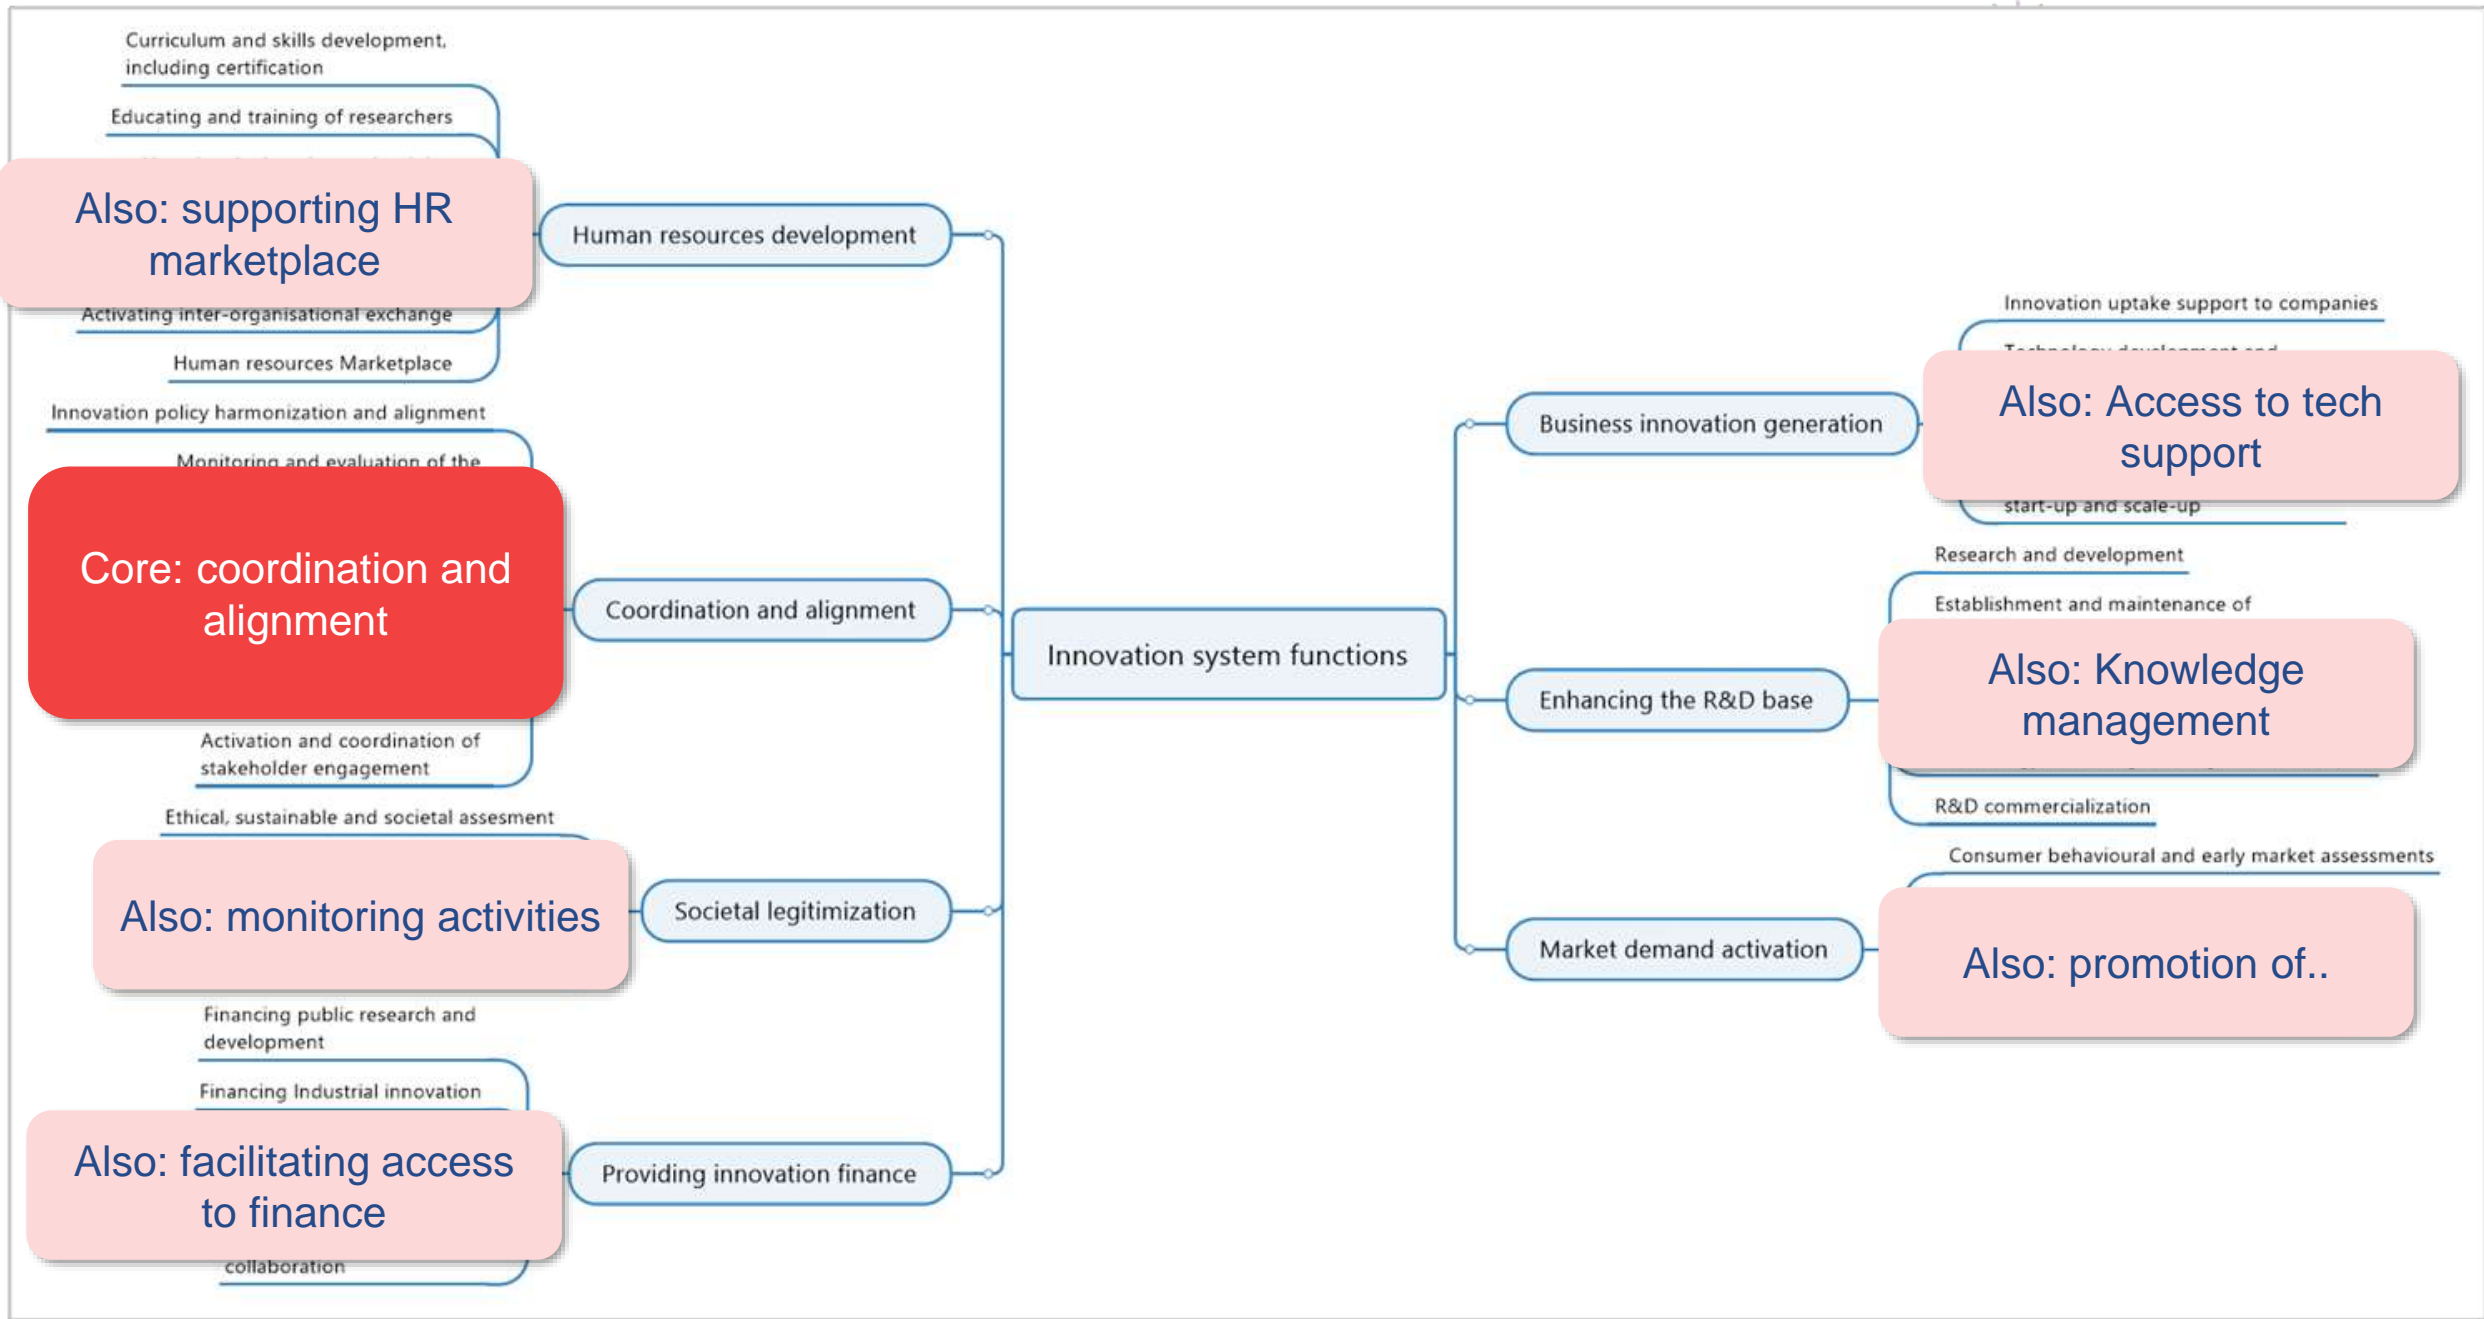 Curriculum and skills development,
including certification
Educating and training of researchers
Also: supporting HR
marketplace
Activating inter-organisational exchange
Human resources Marketplace
Human resources development
Innovation policy harmonization and alignment
Monitoring and evaluation of the
Core: coordination and
alignment
Activation and coordination of
stakeholder engagement
Coordination and alignment
Ethical, sustainable and societal assesment
Also: monitoring activities
Societal legitimization
Financing public research and
development
Financing Industrial innovation
Also: facilitating access
to finance
collaboration
Providing innovation finance
Innovation system functions
Business innovation generation
Innovation uptake support to companies
Technology development and
Also: Access to tech
support
start-up and scale-up
Enhancing the R&D base
Research and development
Establishment and maintenance of
Also: Knowledge
management
R&D commercialization
Market demand activation
Consumer behavioural and early market assessments
Also: promotion of..